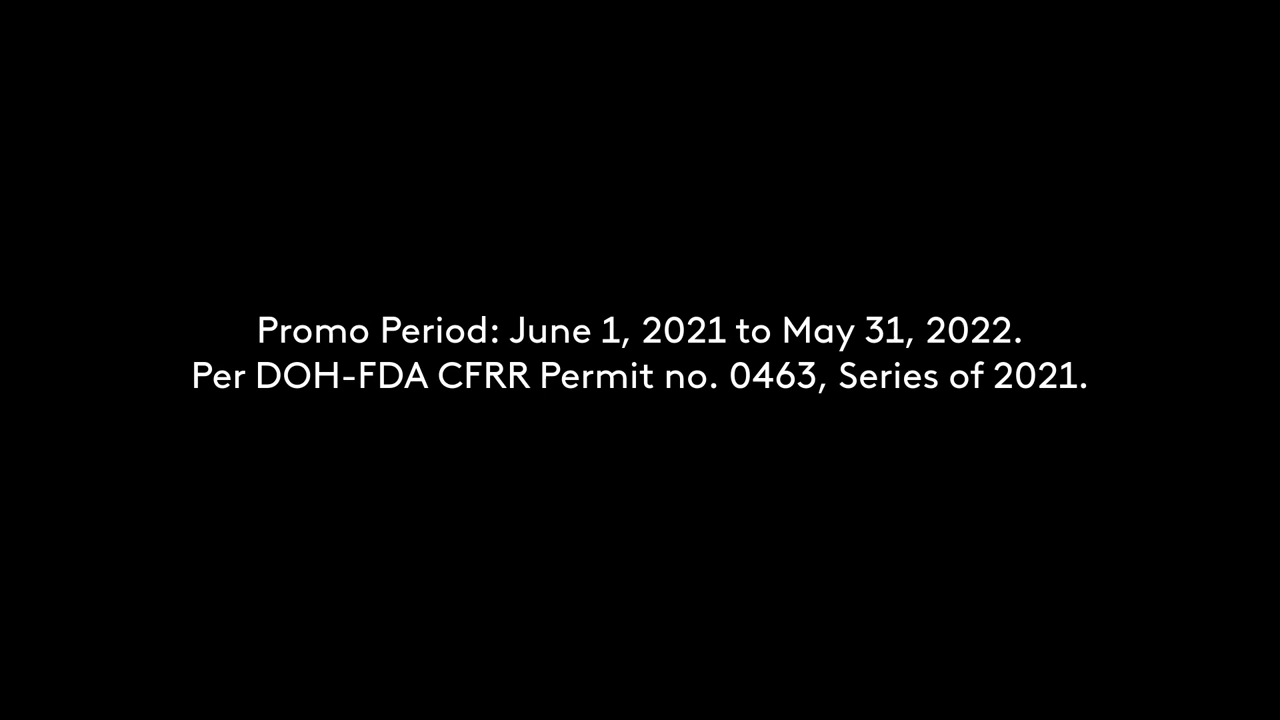 Promo Period: June 1, 2021 to May 31, 2022.
Per DOH-FDA CFRR Permit no. 0463, Series of 2021.